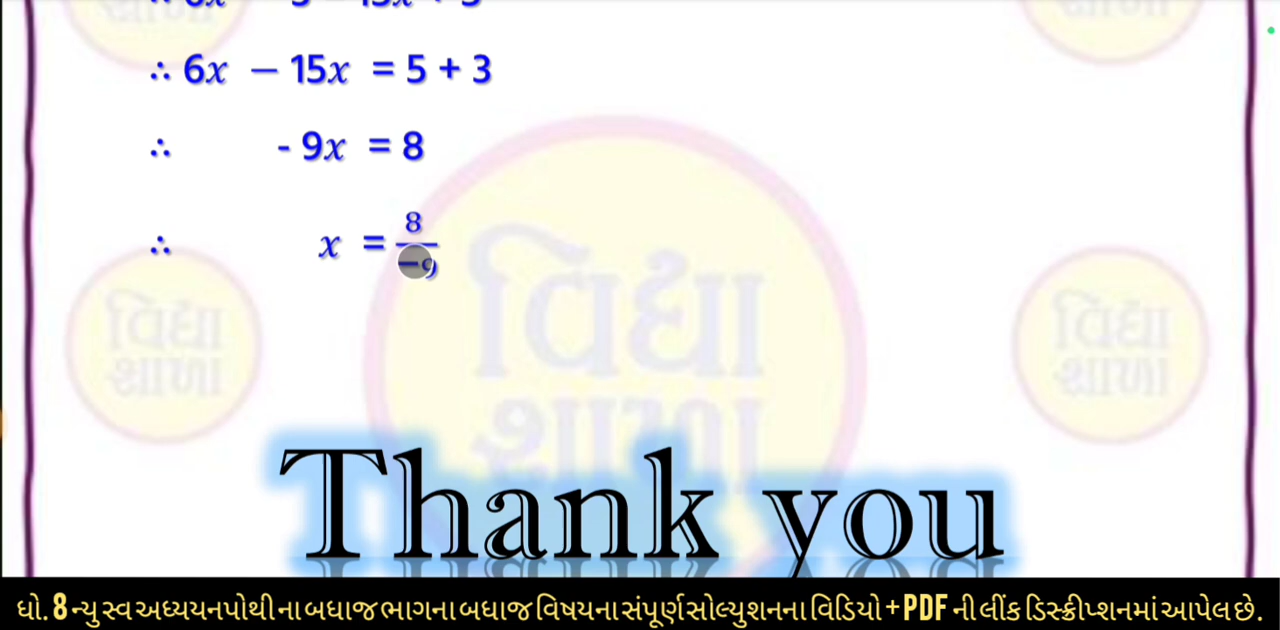 ∴ 6x – 15x = 5 + 3
∴ - 9x = 8
∴ x = 8/−9
વિદ્યા
શાળા
વિદ્યા
શાળા
વિદ્યા
શાળા
Thank you
ધો. 8 ન્યુ સ્વ અધ્યયનપોથી ના બધાજ ભાગના બધાજ વિષયના સંપૂર્ણ સોલ્યુશનના વિડિયો + PDF ની લીંક ડિસ્ક્રીપ્શનમાં આપેલ છે.